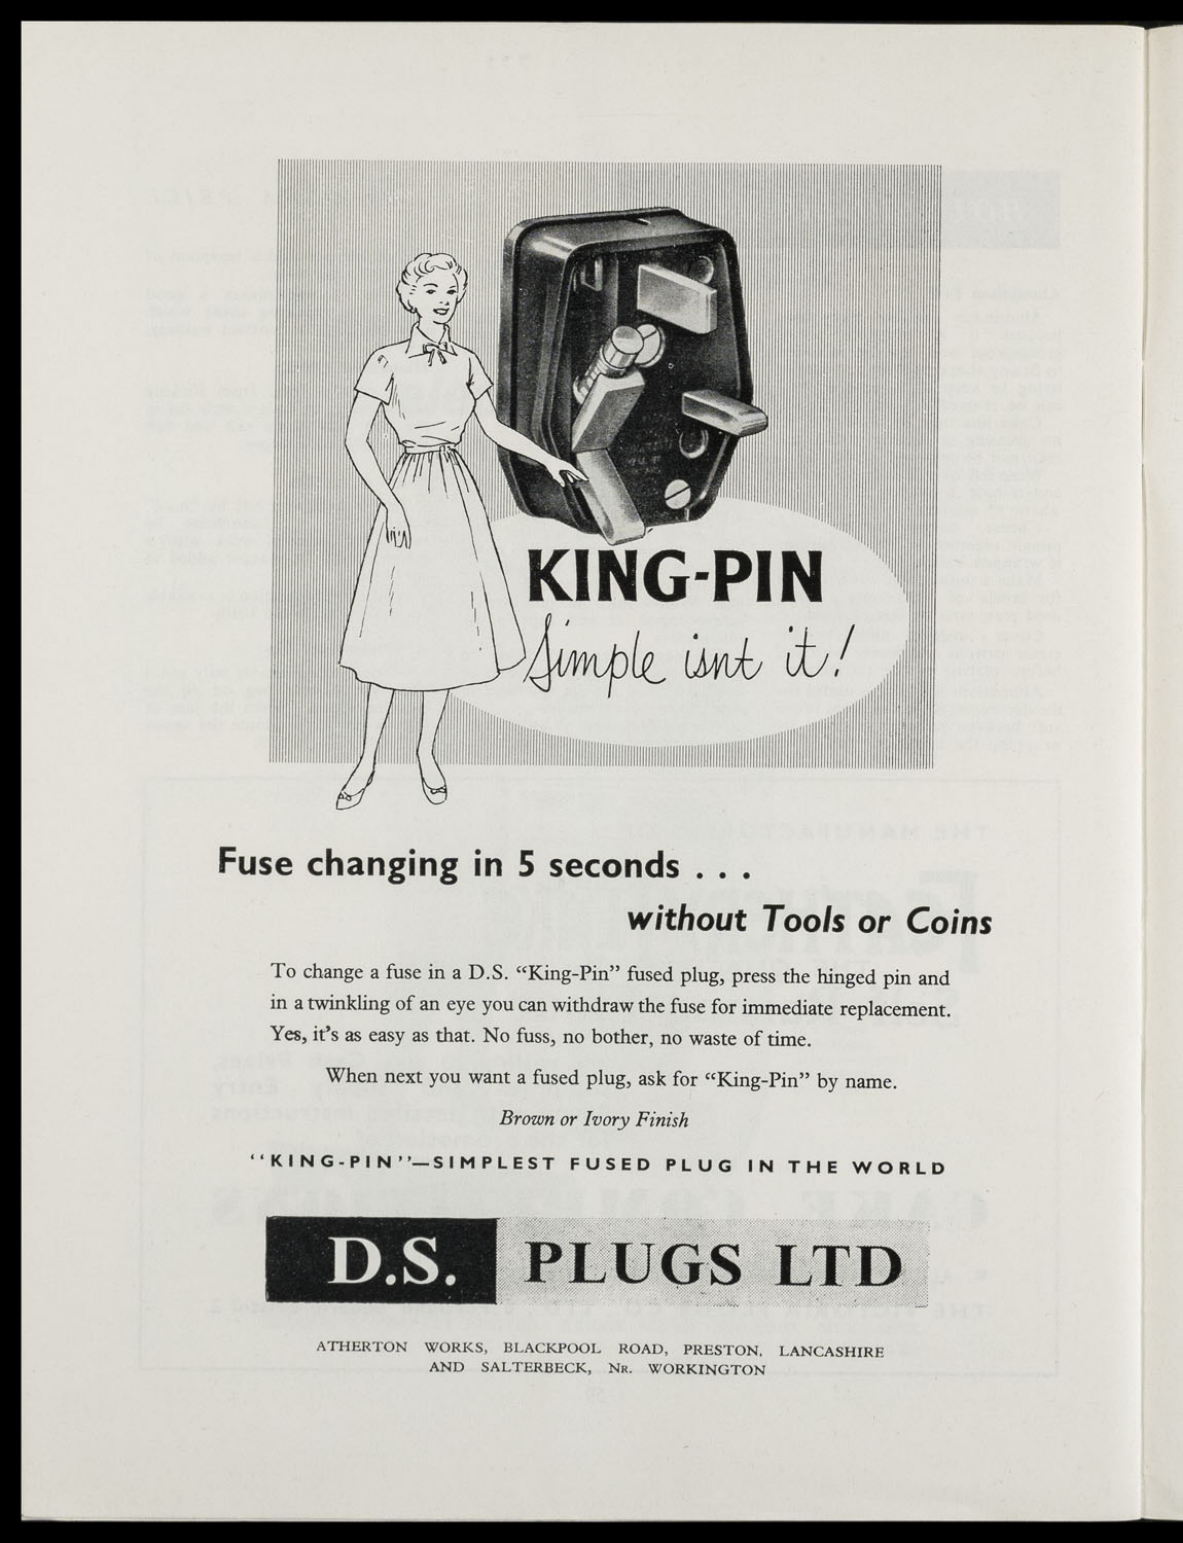 KING-PIN
Simple isnt it!
Fuse changing in 5 seconds . . .
without Tools or Coins
To change a fuse in a D.S. “King-Pin” fused plug, press the hinged pin and
in a twinkling of an eye you can withdraw the fuse for immediate replacement.
Yes, it’s as easy as that. No fuss, no bother, no waste of time.
When next you want a fused plug, ask for “King-Pin” by name.
Brown or Ivory Finish
“KING-PIN”—SIMPLEST FUSED PLUG IN THE WORLD
D.S. PLUGS LTD
ATHERTON WORKS, BLACKPOOL ROAD, PRESTON, LANCASHIRE
AND SALTERBECK, NR. WORKINGTON